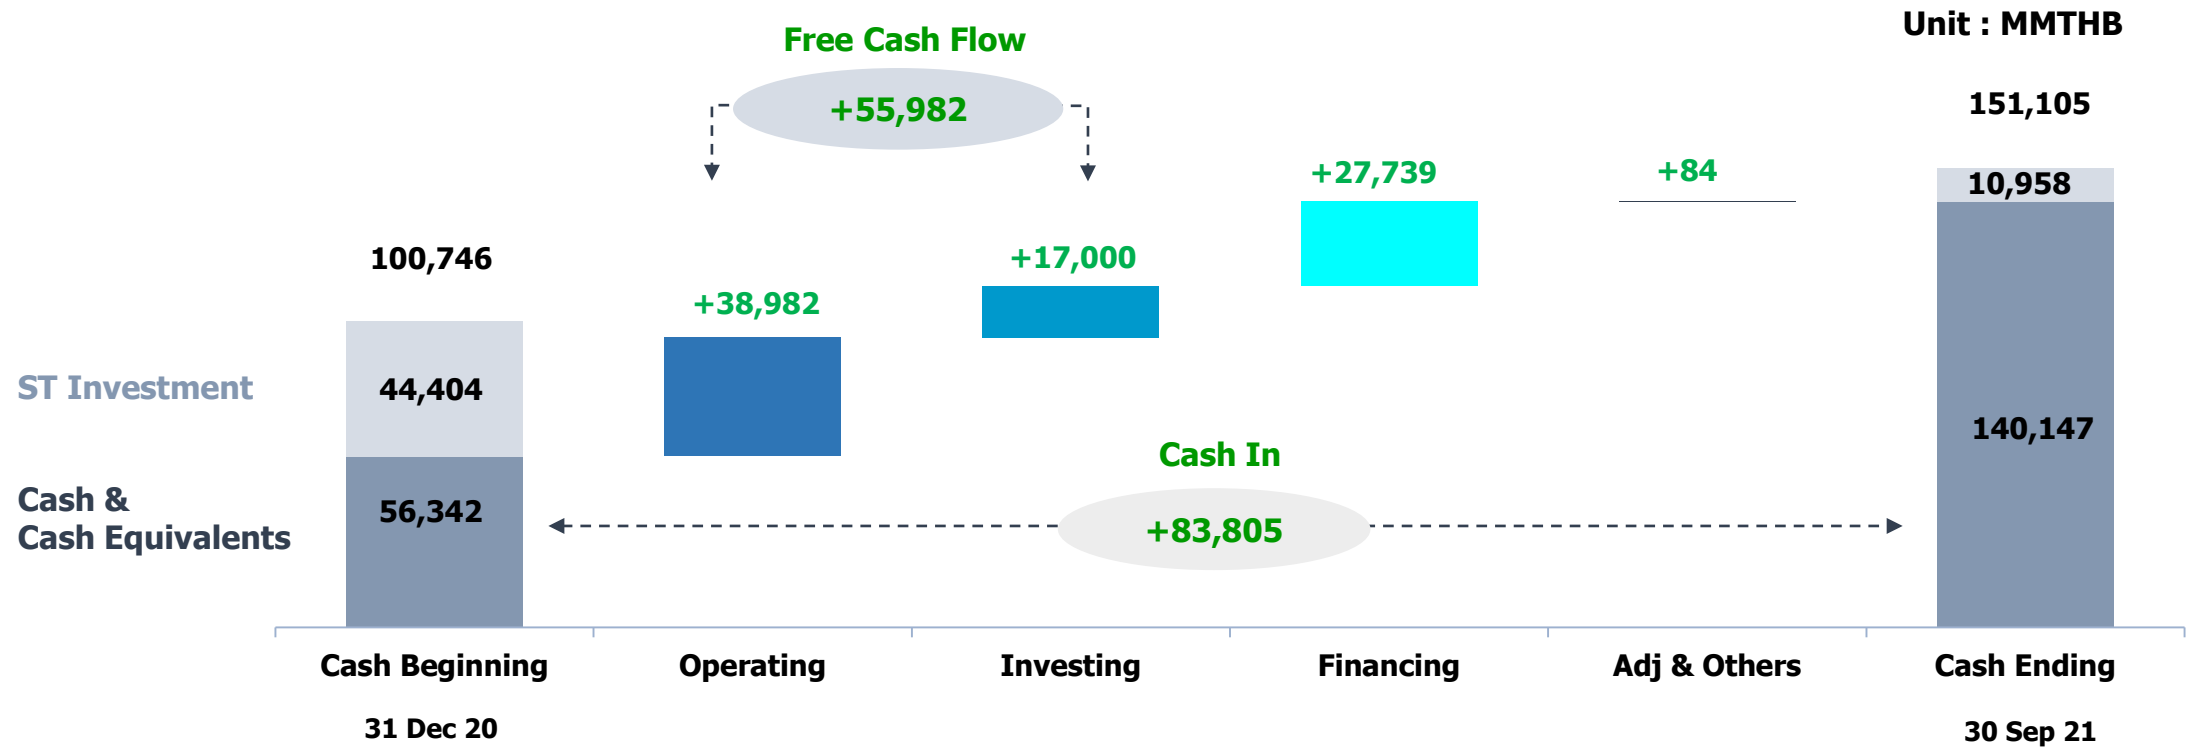 Unit : MMTHB
Free Cash Flow
+55,982
151,105
10,958
+27,739
+84
100,746
+17,000
+38,982
ST Investment
44,404
140,147
Cash In
Cash &
Cash Equivalents
56,342
+83,805
Cash Beginning
Operating
Investing
Financing
Adj & Others
Cash Ending
31 Dec 20
30 Sep 21